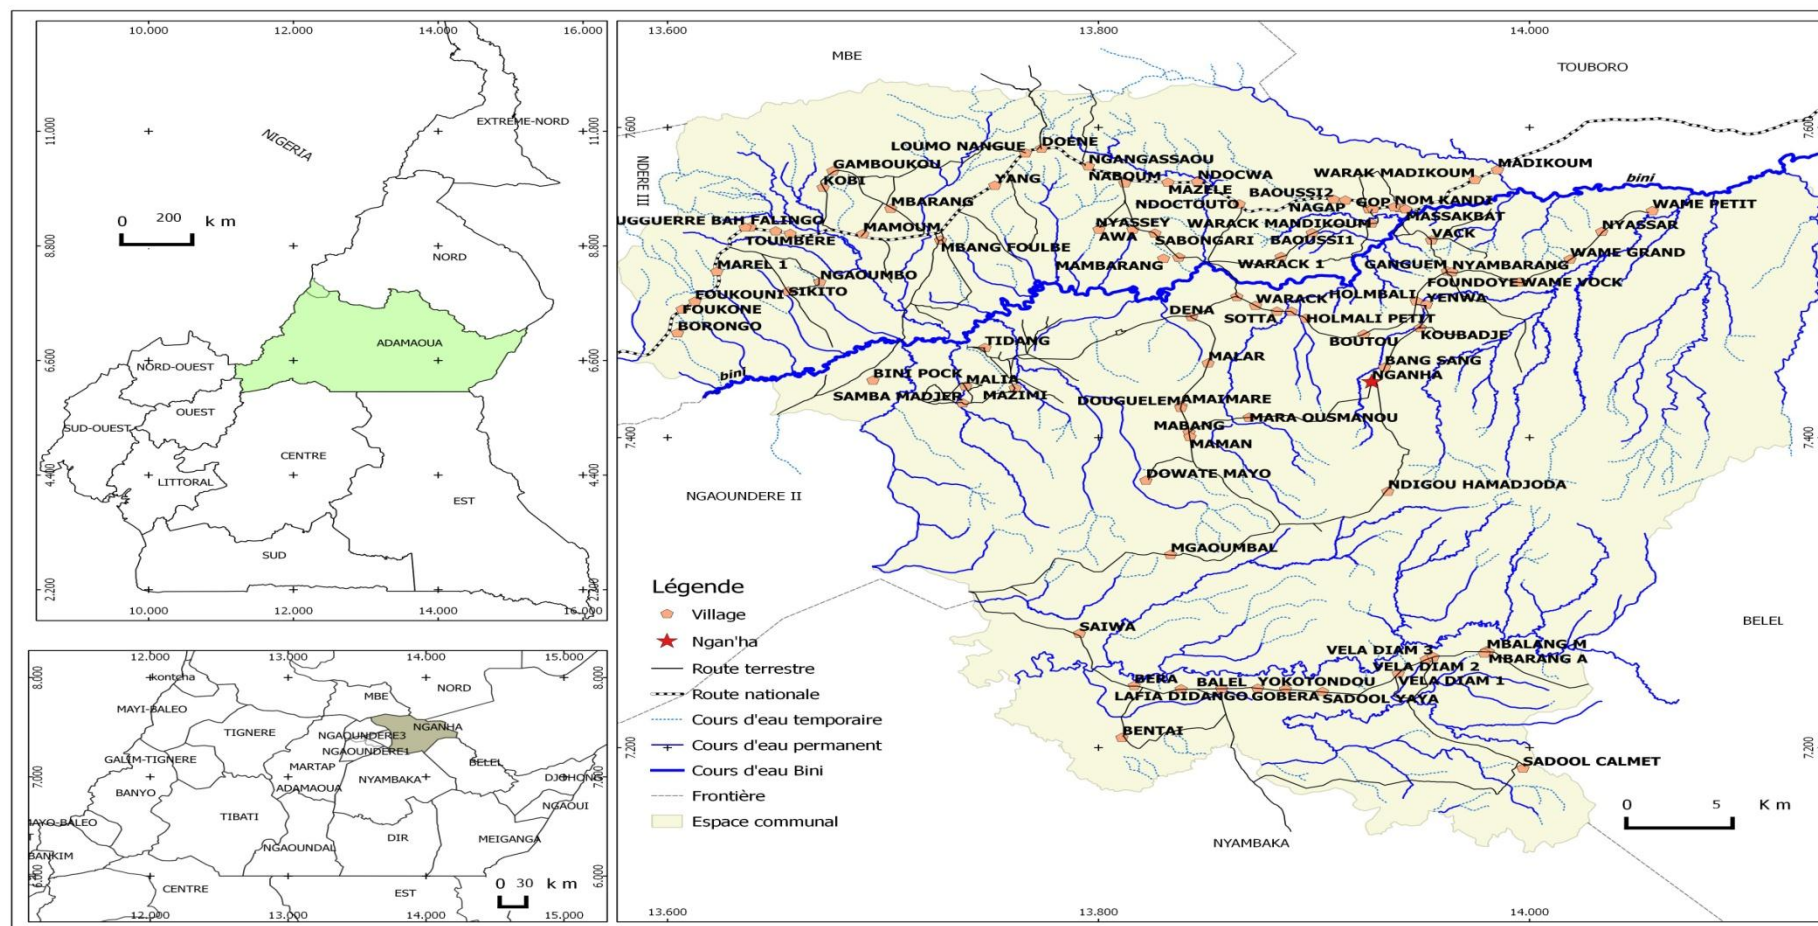 10.000 12.000 14.000 16.000
EXTREME-NORD
11.000 11.000
NIGERIA
0 200 k m
NORD
8.800 8.800
ADAMAOUA
6.600 6.600
NORD-OUEST
OUEST
SUD-OUEST
CENTRE
LITTORAL
4.400 4.400
EST
SUD
2.200 2.200
10.000 12.000 14.000 16.000
12.000 13.000 14.000 15.000
8.000 8.000
kontcha
NORD
MBE
MAYI-BALEO
NGANHA
TIGNERE
NGAOUNDERE3
NGAOUNDERE1
GALIM-TIGNERE
BELEL
MARTAP
7.000 7.000
NYAMBAKA
DJOHONG
ADAMAOUA
BANYO
NGAOUI
TIBATI
MAYO-BALEO
DIR
MEIGANGA
NGAOUNDAL
BANKIM
6.000 6.000
CENTRE
EST
0 30 k m
12.000 13.000 14.000 15.000
13.600 13.800 14.000
MBE
TOUBORO
7.600 7.600
NDERE III
LOUMO NANGUE DOENE
NGANGASSAOU
GAMBOUKOU
MADIKOUM
KOBI
YANG
NABOUM
NDOCWA
WARAK MADIKOUM
bini
MAZELE
BAOUSSI2
MBARANG
NDOCTOUTO
NAGAP
GOP
NOM KANDI
WAME PETIT
UGGUERRE BAH FALINGO
MAMOUM
NYASSEY
WARACK MANDIKOUM
MASSAKBAT
NYASSAR
TOUMBERE
MBANG FOULBE
AWA
SABONGARI
BAOUSSI1
VACK
WAME GRAND
MAREL 1
NGAOUMBO
MAMBARANG
WARACK 1
GANGUEM
NYAMBARANG
SIKITO
FOUNDOYE
WAME VOCK
FOUKOUNI
FOUKONE
DENA
WARACK
HOLMBALI
YENWA
SOTTA
HOLMALI PETIT
BORONGO
BOUTOU
KOUBADJE
TIDANG
MALAR
BANG SANG
bini
BINI POCK
MALIA
NGANHA
SAMBA MADJER
MAZIMI
DOUGUELE
MAMAIMARE
MARA OUSMANOU
MABANG
7.400 7.400
MAMAN
DOWATE MAYO
NGAOUNDERE II
NDIGOU HAMADJODA
MGAOUMBAL
Légende
Village
Ngan'ha
Route terrestre
Route nationale
Cours d'eau temporaire
Cours d'eau permanent
Cours d'eau Bini
Frontière
Espace communal
SAIWA
BELEL
VELA DIAM 3
MBALANG M
MBARANG A
VELA DIAM 2
BERA
BALEL
YOKOTONDOU
VELA DIAM 1
LAFIA DIDANGO
GOBERA
SADOOL YAYA
BENTAI
7.200 7.200
SADOOL CALMET
0 5 K m
NYAMBAKA
13.600 13.800 14.000